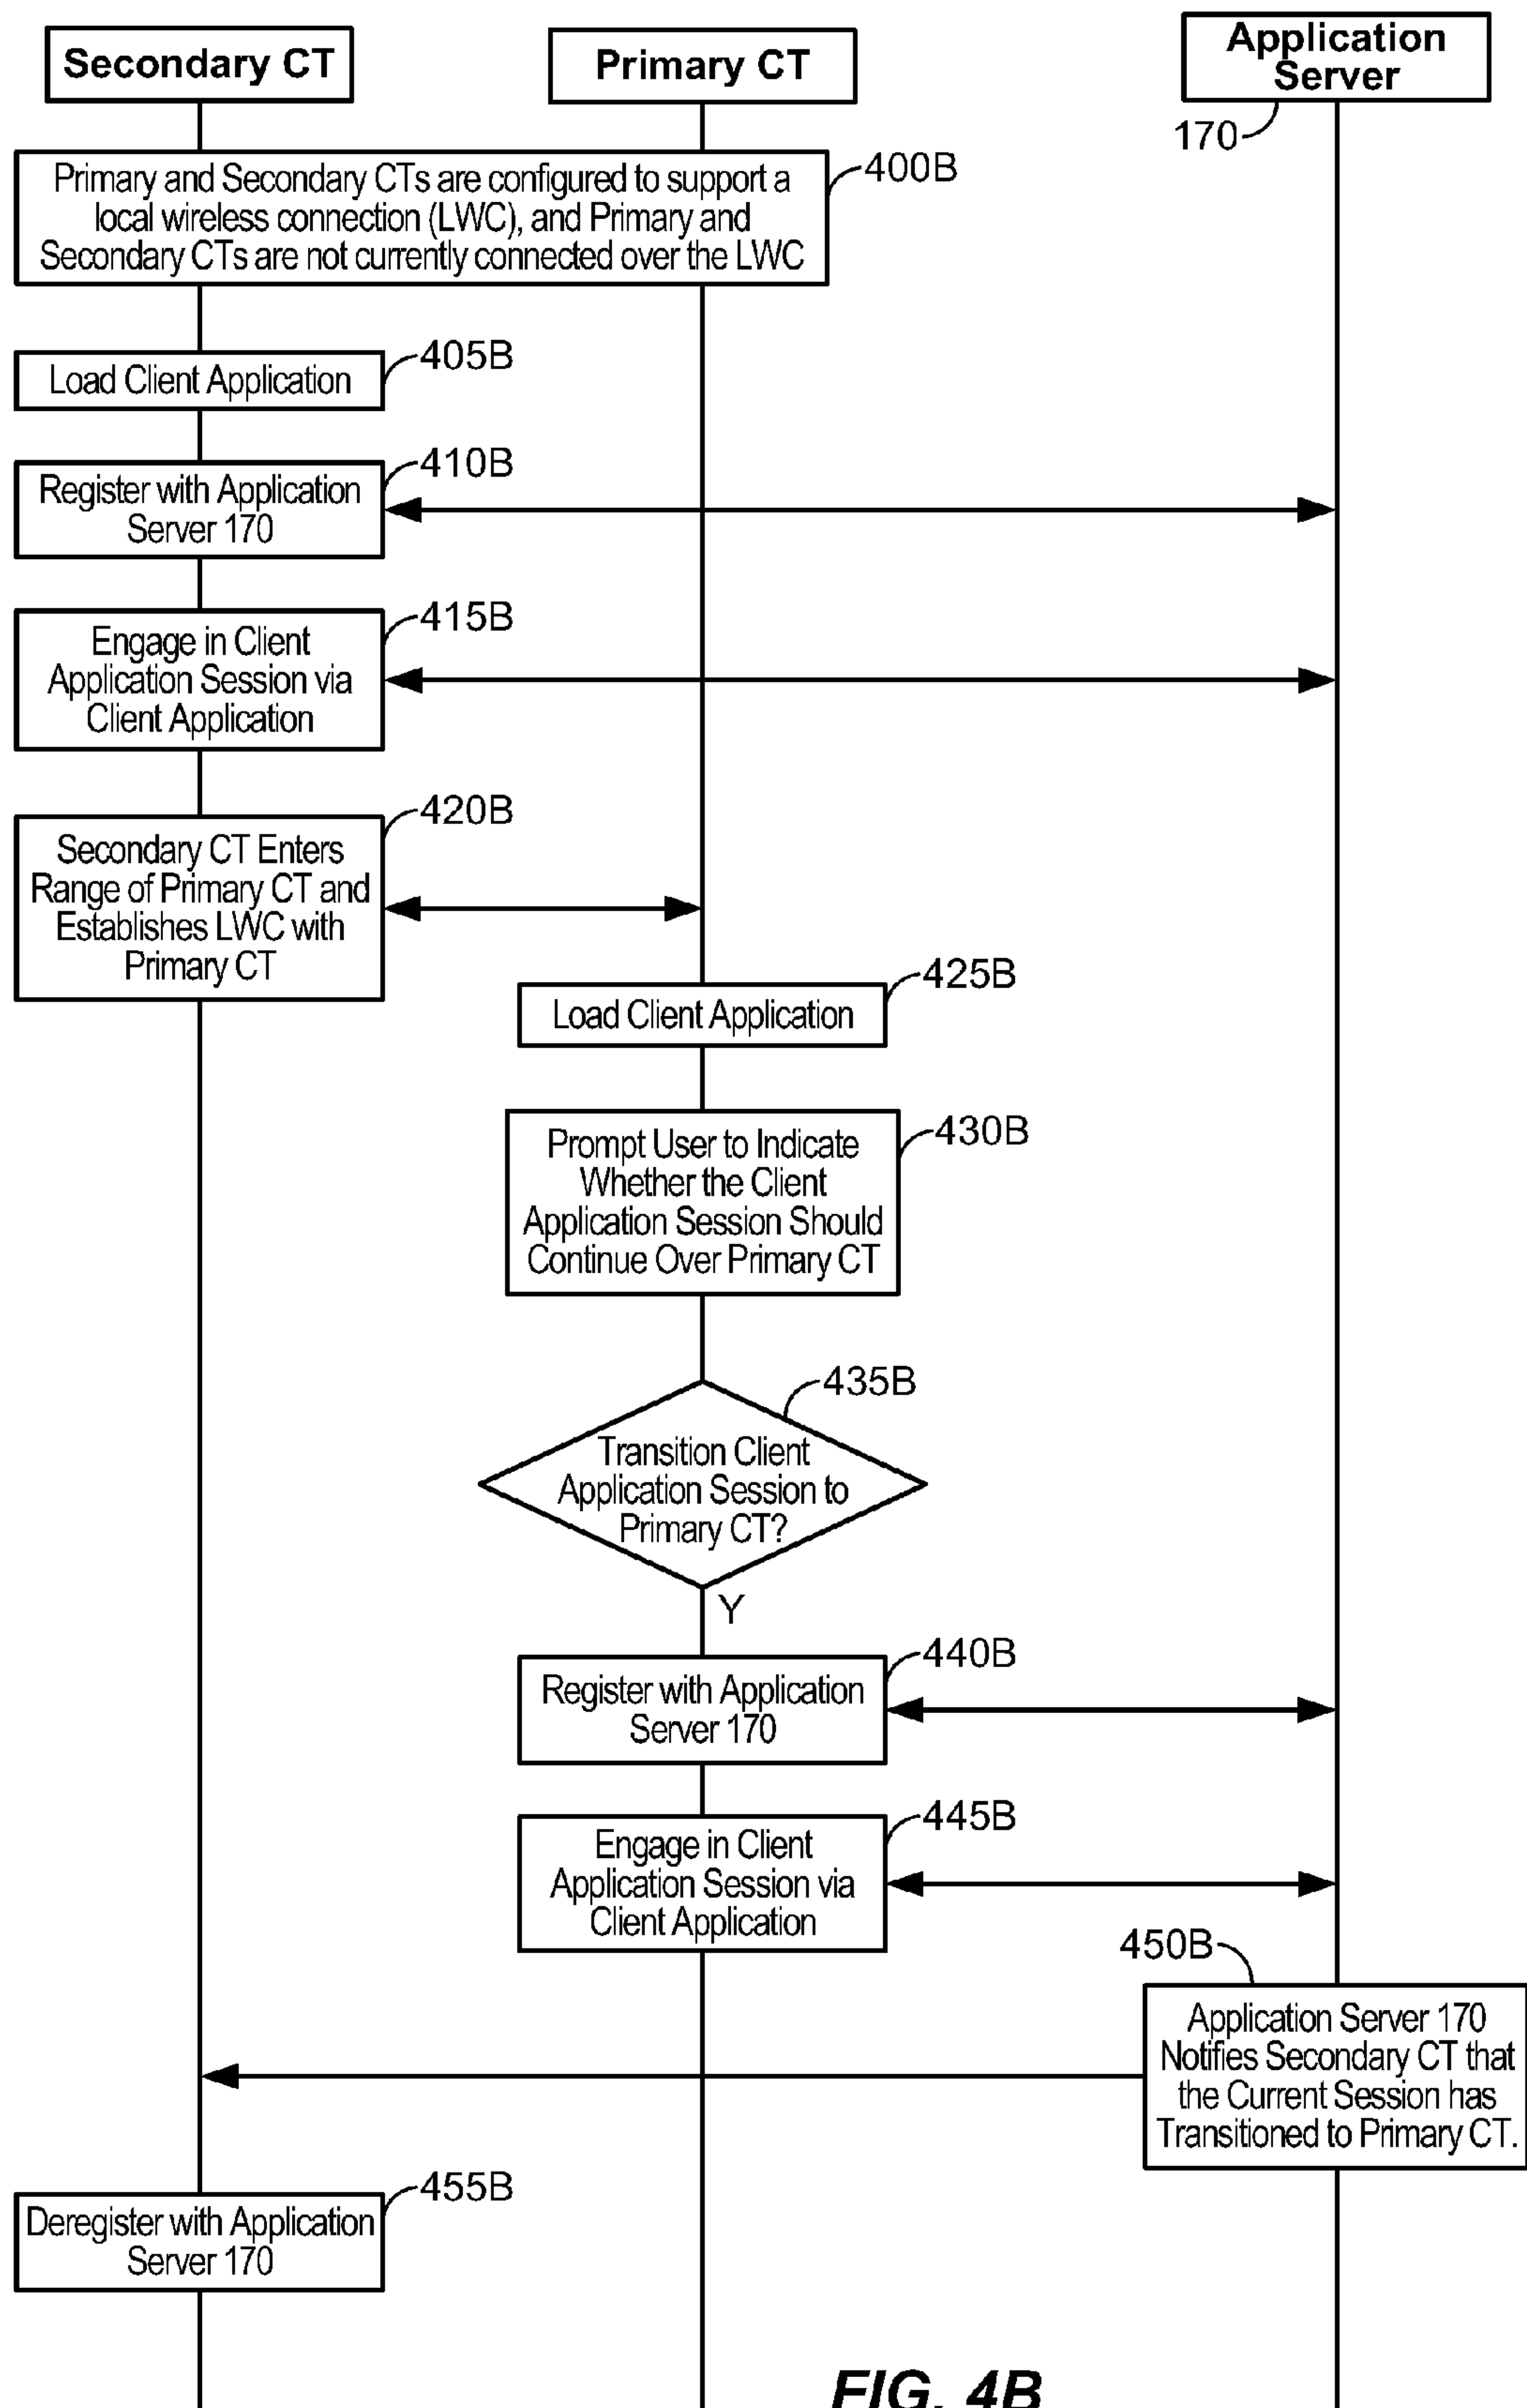 Secondary CT
Primary CT
Application
Server
170
Primary and Secondary CTs are configured to support a
local wireless connection (LWC), and Primary and
Secondary CTs are not currently connected over the LWC
400B
Load Client Application
405B
Register with Application
Server 170
410B
Engage in Client
Application Session via
Client Application
415B
Secondary CT Enters
Range of Primary CT and
Establishes LWC with
Primary CT
420B
Load Client Application
425B
Prompt User to Indicate
Whether the Client
Application Session Should
Continue Over Primary CT
430B
Transition Client
Application Session to
Primary CT?
435B
Y
Register with Application
Server 170
440B
Engage in Client
Application Session via
Client Application
445B
450B
Application Server 170
Notifies Secondary CT that
the Current Session has
Transitioned to Primary CT.
Deregister with Application
Server 170
455B
FIG. 4B